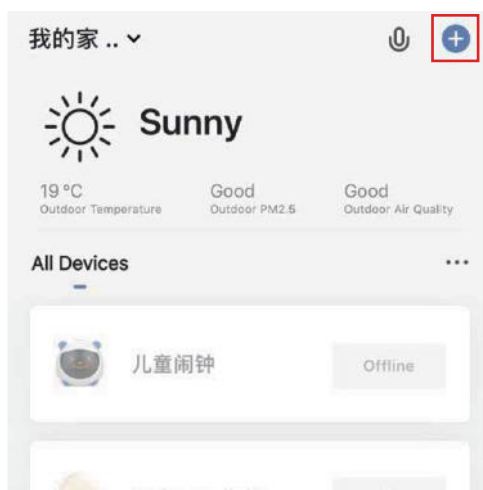 我的家 ..
Sunny
19 °C Good Good
Outdoor Temperature Outdoor PM2.5 Outdoor Air Quality
All Devices
儿童闹钟 Offline